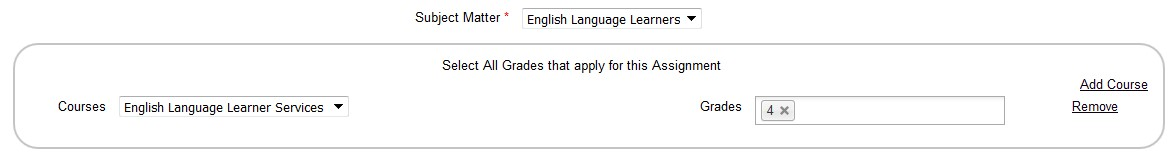 Subject Matter * English Language Learners
Select All Grades that apply for this Assignment
Add Course
Courses English Language Learner Services Grades 4 Remove